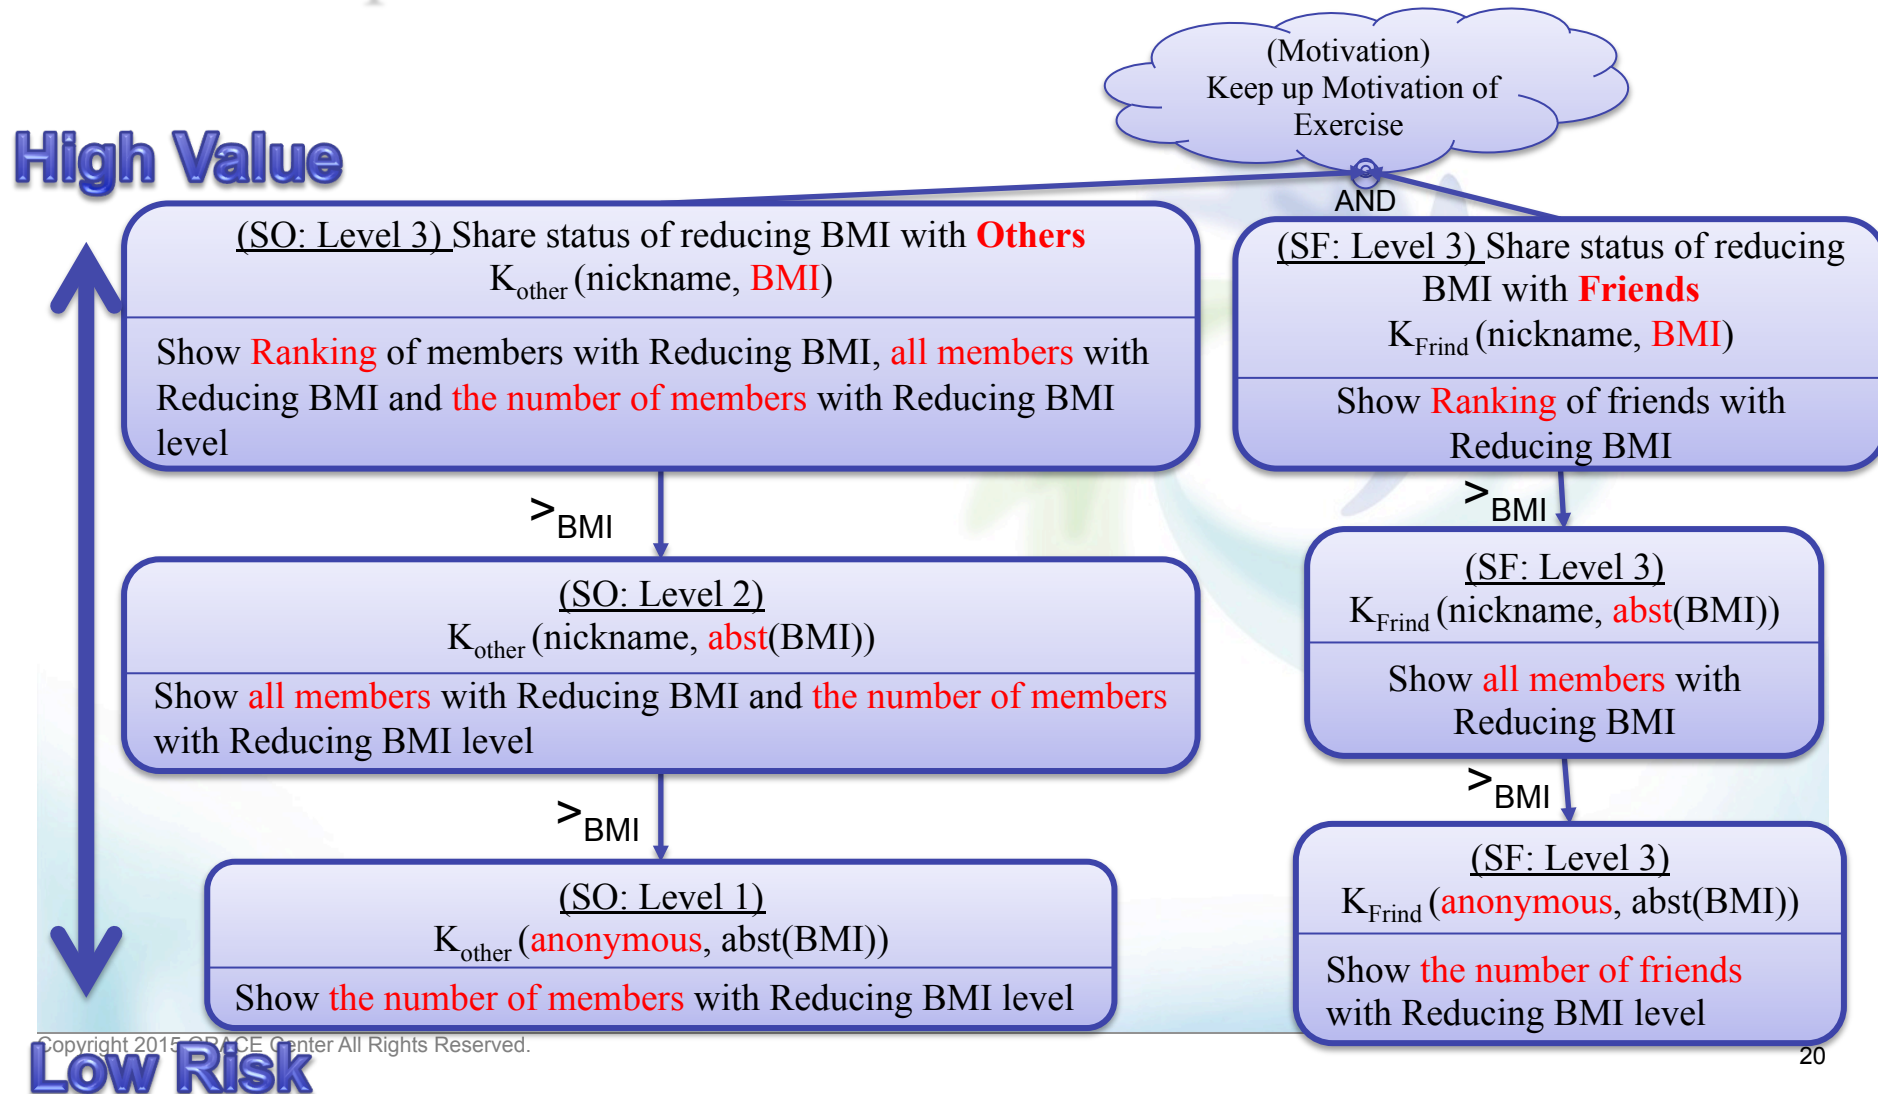 (Motivation)
Keep up Motivation of
Exercise
High Value
AND
(SO: Level 3) Share status of reducing BMI with Others
K_other (nickname, BMI)
Show Ranking of members with Reducing BMI, all members with
Reducing BMI and the number of members with Reducing BMI
level
(SF: Level 3) Share status of reducing
BMI with Friends
K_Frind (nickname, BMI)
Show Ranking of friends with
Reducing BMI
>BMI
>BMI
(SO: Level 2)
K_other (nickname, abst(BMI))
Show all members with Reducing BMI and the number of members
with Reducing BMI level
(SF: Level 3)
K_Frind (nickname, abst(BMI))
Show all members with
Reducing BMI
>BMI
>BMI
(SO: Level 1)
K_other (anonymous, abst(BMI))
Show the number of members with Reducing BMI level
(SF: Level 3)
K_Frind (anonymous, abst(BMI))
Show the number of friends
with Reducing BMI level
Copyright 2015 GRACE Center All Rights Reserved.
Low Risk
20